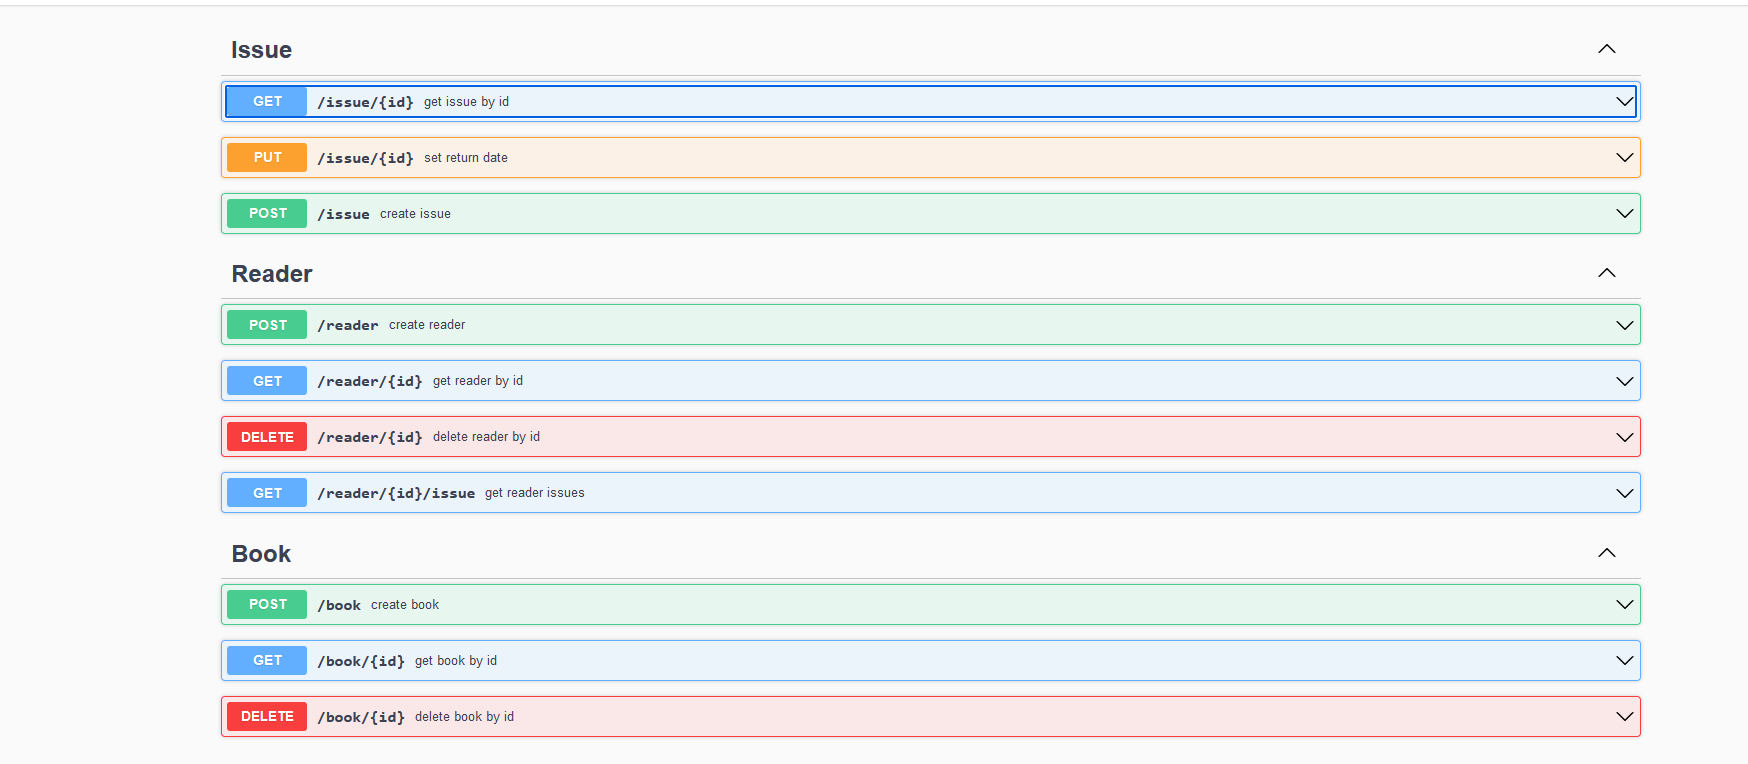 Issue
GET /issue/{id} get issue by id
PUT /issue/{id} set return date
POST /issue create issue
Reader
POST /reader create reader
GET /reader/{id} get reader by id
DELETE /reader/{id} delete reader by id
GET /reader/{id}/issue get reader issues
Book
POST /book create book
GET /book/{id} get book by id
DELETE /book/{id} delete book by id